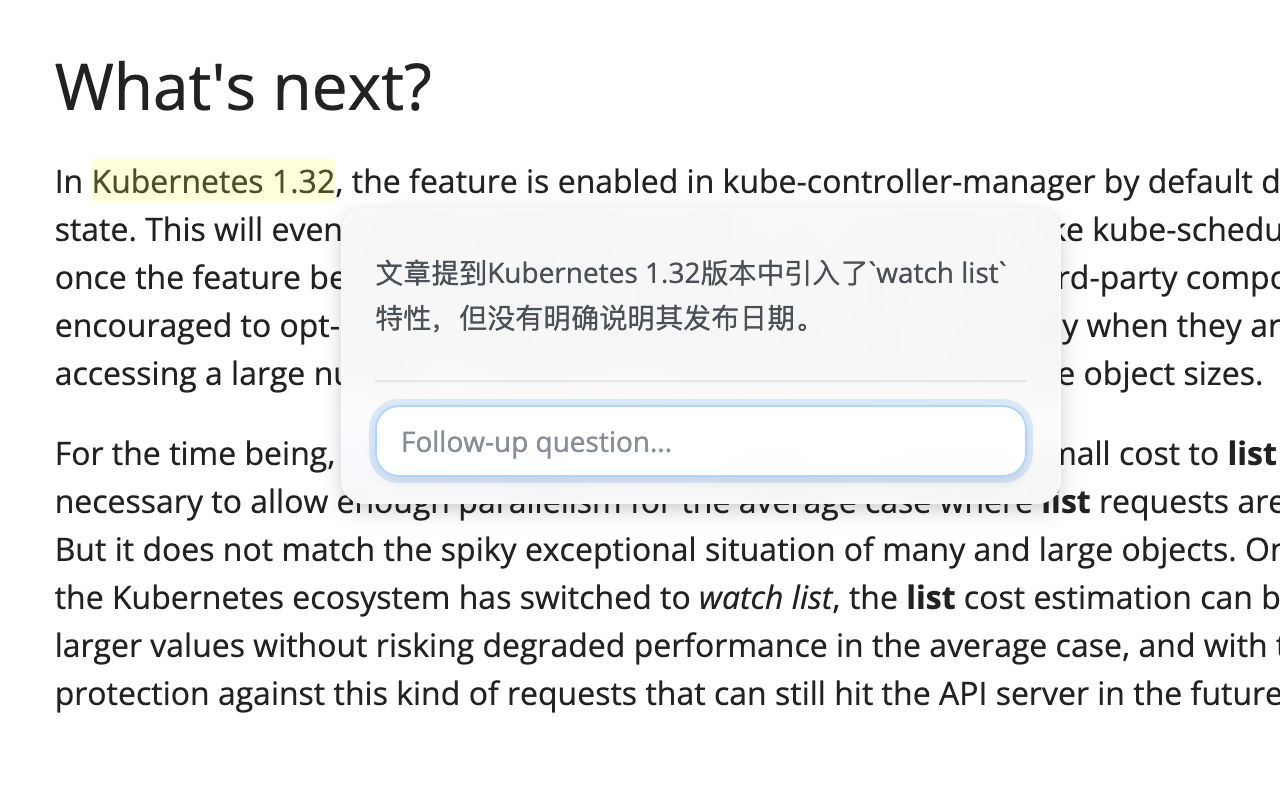 What's next?
In Kubernetes 1.32, the feature is enabled in kube-controller-manager by default d
state. This will even
ke kube-schedu
once the feature be
rd-party compo
encouraged to opt-
y when they ar
accessing a large nu
e object sizes.
文章提到Kubernetes 1.32版本中引入了`watch list`
特性，但没有明确说明其发布日期。
Follow-up question...
For the time being,
mall cost to list
necessary to allow enough parallelism for the average case where list requests are
But it does not match the spiky exceptional situation of many and large objects. On
the Kubernetes ecosystem has switched to watch list, the list cost estimation can b
larger values without risking degraded performance in the average case, and with t
protection against this kind of requests that can still hit the API server in the future